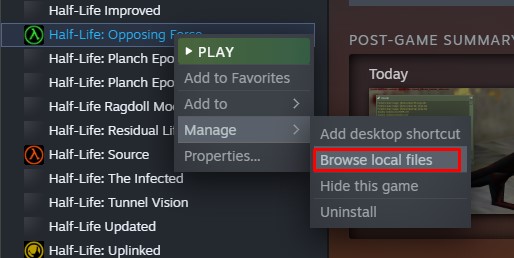 Half-Life Improved
Half-Life: Opposing Force
Half-Life: Planch Epo
Half-Life: Planch Epo
Half-Life Ragdoll Mo
Half-Life: Residual Li
Half-Life: Source
Half-Life: The Infected
Half-Life: Tunnel Vision
Half-Life Updated
Half-Life: Uplinked
PLAY
Add to Favorites
Add to
Manage
Properties...
Add desktop shortcut
Browse local files
Hide this game
Uninstall
POST-GAME SUMMARY
Today